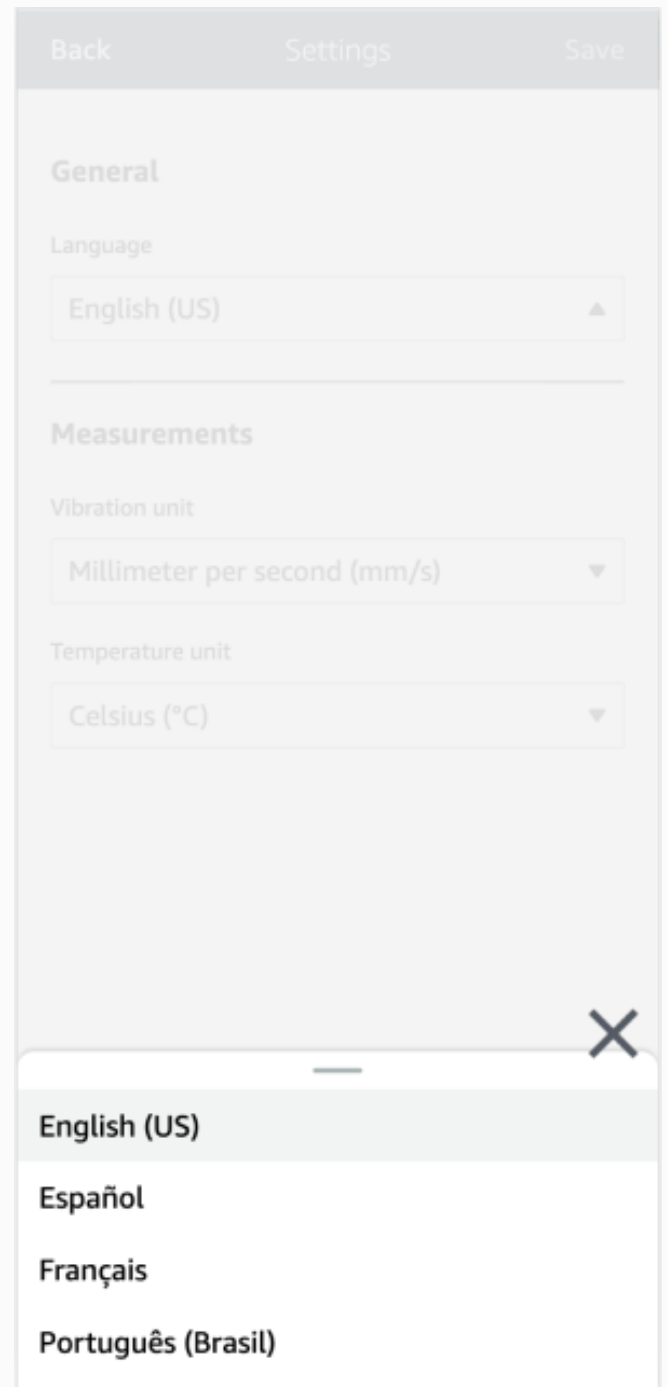 Back Settings Save
General
Language
English (US)
Measurements
Vibration unit
Millimeter per second (mm/s)
Temperature unit
Celsius (°C)
English (US)
Español
Français
Português (Brasil)